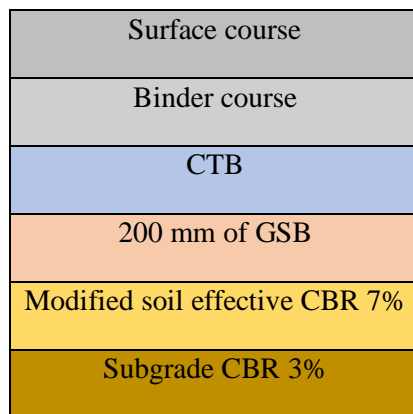 Surface course
Binder course
CTB
200 mm of GSB
Modified soil effective CBR 7%
Subgrade CBR 3%